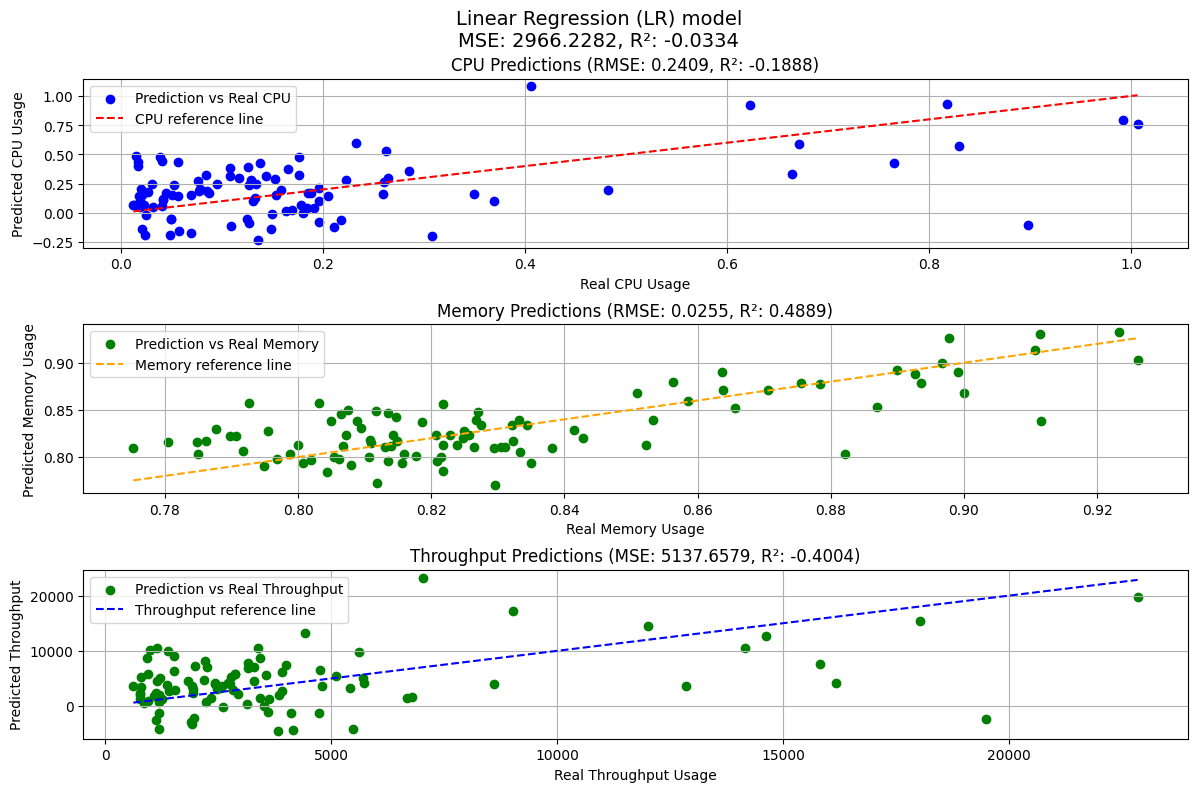 Linear Regression (LR) model
MSE: 2966.2282, R²: -0.0334
CPU Predictions (RMSE: 0.2409, R²: -0.1888)
Predicted CPU Usage
1.00
0.75
0.50
0.25
0.00
−0.25
Prediction vs Real CPU
CPU reference line
0.0 0.2 0.4 0.6 0.8 1.0
Real CPU Usage
Memory Predictions (RMSE: 0.0255, R²: 0.4889)
Predicted Memory Usage
0.90
0.85
0.80
Prediction vs Real Memory
Memory reference line
0.78 0.80 0.82 0.84 0.86 0.88 0.90 0.92
Real Memory Usage
Throughput Predictions (MSE: 5137.6579, R²: -0.4004)
Predicted Throughput
20000
10000
0
Prediction vs Real Throughput
Throughput reference line
0 5000 10000 15000 20000
Real Throughput Usage